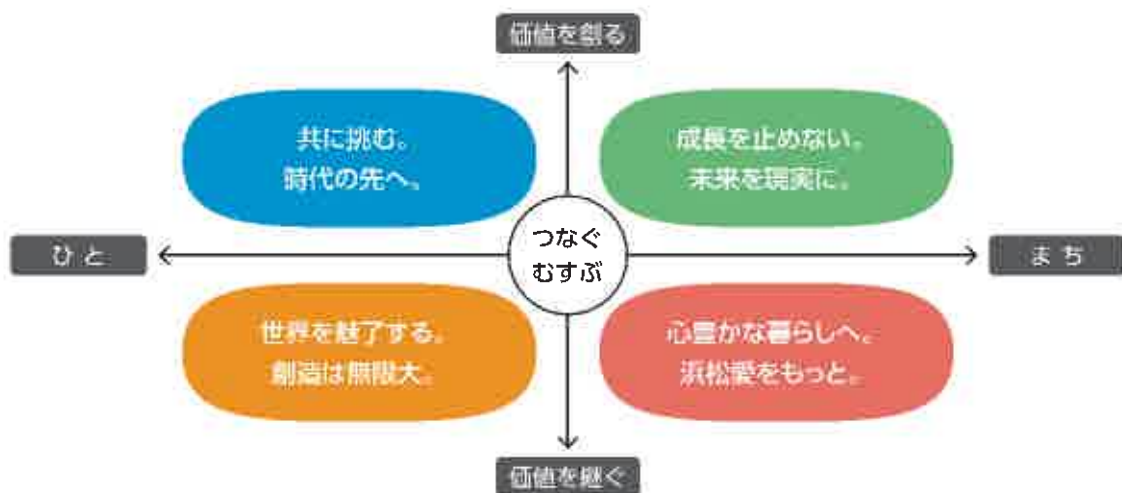 価値を創る
共に挑む。
時代の先へ。
成長を止めない。
未来を現実に。
ひと
つなぐ
むすぶ
まち
世界を魅了する。
創造は無限大。
心豊かな暮らしへ。
浜松愛をもっと。
価値を継ぐ